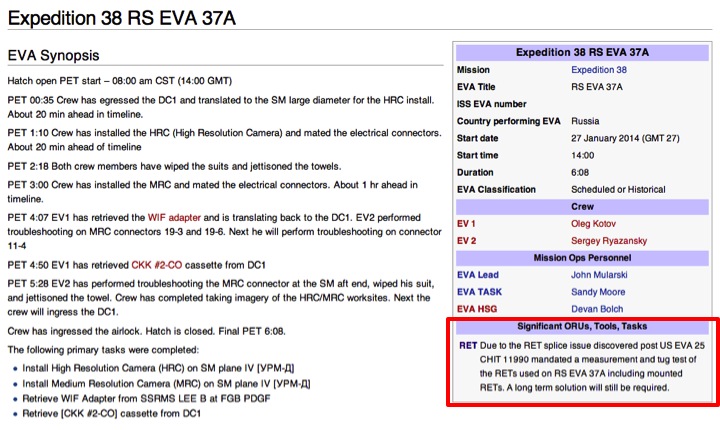 Expedition 38 RS EVA 37A
EVA Synopsis
Hatch open PET start – 08:00 am CST (14:00 GMT)
PET 00:35 Crew has egressed the DC1 and translated to the SM large diameter for the HRC install.
About 20 min ahead in timeline.
PET 1:10 Crew has installed the HRC (High Resolution Camera) and mated the electrical connectors.
About 20 min ahead of timeline
PET 2:18 Both crew members have wiped the suits and jettisoned the towels.
PET 3:00 Crew has installed the MRC and mated the electrical connectors. About 1 hr ahead in
timeline.
PET 4:07 EV1 has retrieved the WIF adapter and is translating back to the DC1. EV2 performed
troubleshooting on MRC connectors 19-3 and 19-6. Next he will perform troubleshooting on connector
11-4
PET 4:50 EV1 has retrieved CKK #2-CO cassette from DC1
PET 5:28 EV2 has performed troubleshooting the MRC connector at the SM aft end, wiped his suit,
and jettisoned the towel. Crew has completed taking imagery of the HRC/MRC worksites. Next the
crew will ingress the DC1.
Crew has ingressed the airlock. Hatch is closed. Final PET 6:08.
The following primary tasks were completed:
• Install High Resolution Camera (HRC) on SM plane IV [УРМ-Д]
• Install Medium Resolution Camera (MRC) on SM plane IV [УРМ-Д]
• Retrieve WIF Adapter from SSRMS LEE B at FGB PDGF
• Retrieve [CKK #2-CO] cassette from DC1
Expedition 38 RS EVA 37A
Mission Expedition 38
EVA Title RS EVA 37A
ISS EVA number
Country performing EVA Russia
Start date 27 January 2014 (GMT 27)
Start time 14:00
Duration 6:08
EVA Classification Scheduled or Historical
Crew
EV 1 Oleg Kotov
EV 2 Sergey Ryazansky
Mission Ops Personnel
EVA Lead John Mularski
EVA TASK Sandy Moore
EVA HSG Devan Bolch
Significant ORUs, Tools, Tasks
RET Due to the RET splice issue discovered post US EVA 25
CHIT 11990 mandated a measurement and tug test of
the RETs used on RS EVA 37A including mounted
RETs. A long term solution will still be required.